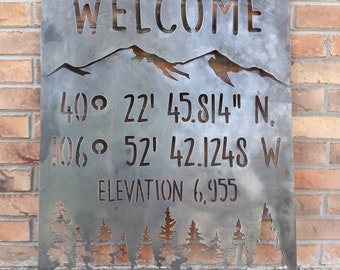 WELCOME
40° 22' 45.814" N,
106° 52' 42.1248 W
ELEVATION 6,955